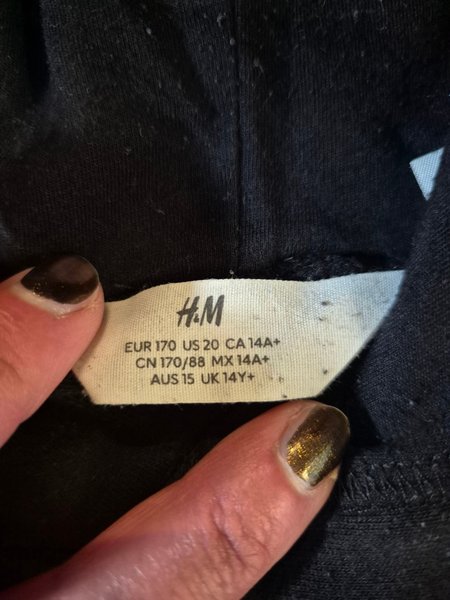 H&M
EUR 170 US 20 CA 14A+
CN 170/88 MX 14A+
AUS 15 UK 14Y+